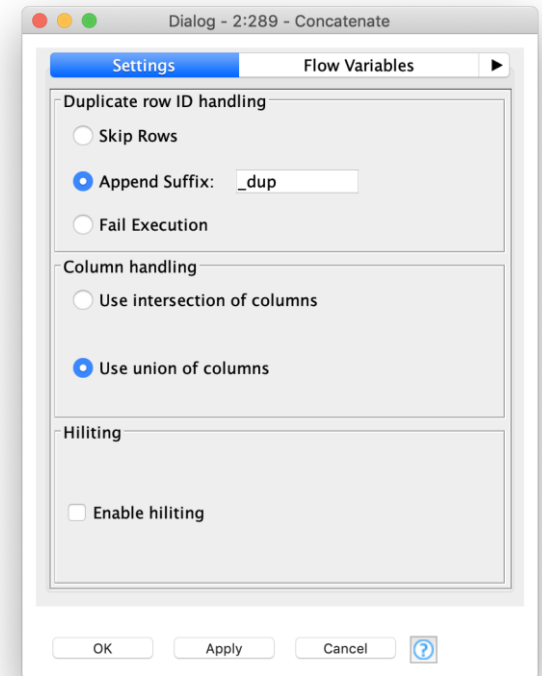 Dialog - 2:289 - Concatenate
Settings Flow Variables
Duplicate row ID handling
Skip Rows
Append Suffix: _dup
Fail Execution
Column handling
Use intersection of columns
Use union of columns
Hiliting
Enable hiliting
OK Apply Cancel ?